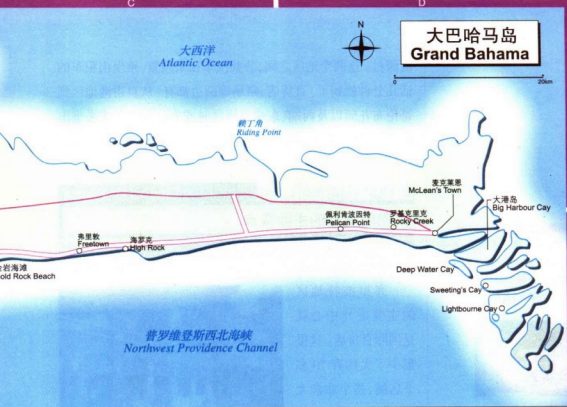 C
D
大巴哈马岛
Grand Bahama
N
0
20km
大西洋
Atlantic Ocean
赖丁角
Riding Point
麦克莱恩
McLean's Town
大港岛
Big Harbour Cay
佩利肯波因特
Pelican Point
罗基克里克
Rocky Creek
弗里敦
Freetown
海罗克
High Rock
金岩海滩
old Rock Beach
Deep Water Cay
Sweeting's Cay
Lightbourne Cay
普罗维登斯西北海峡
Northwest Providence Channel